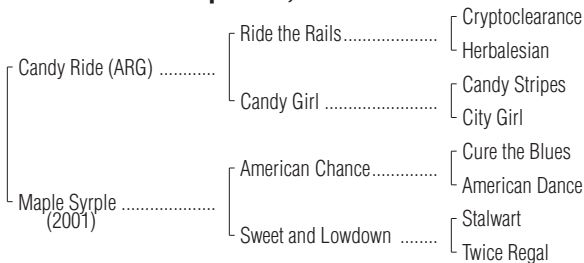 Cryptoclearance
Ride the Rails
Herbalesian
Candy Ride (ARG)
Candy Stripes
Candy Girl
City Girl
Cure the Blues
American Chance
American Dance
Maple Syrple
(2001)
Stalwart
Sweet and Lowdown
Twice Regal